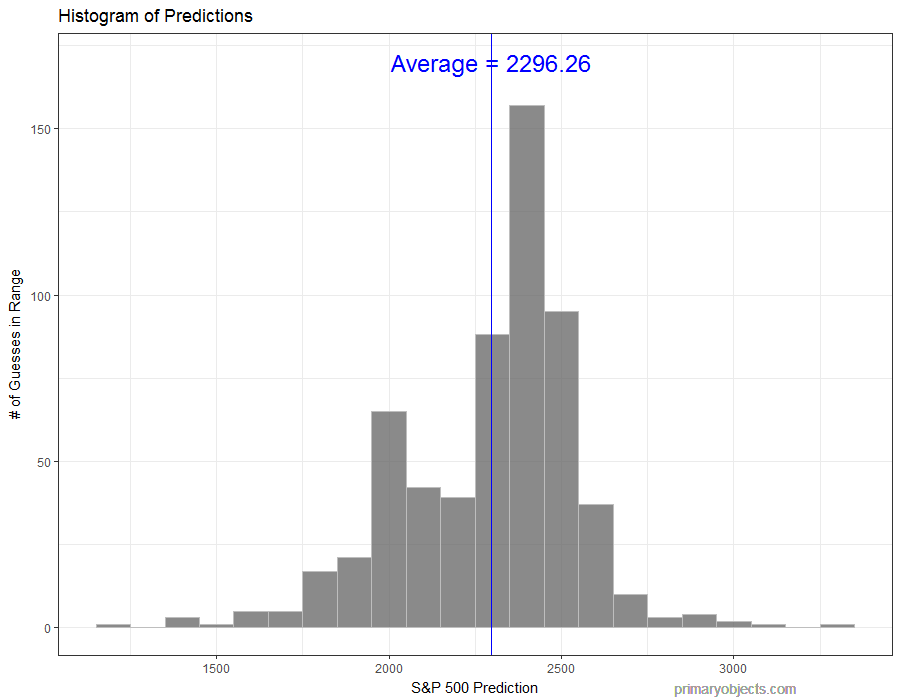 Histogram of Predictions
Average = 2296.26
150
100
50
0
# of Guesses in Range
1500
2000
2500
3000
S&P 500 Prediction
primaryobjects.com